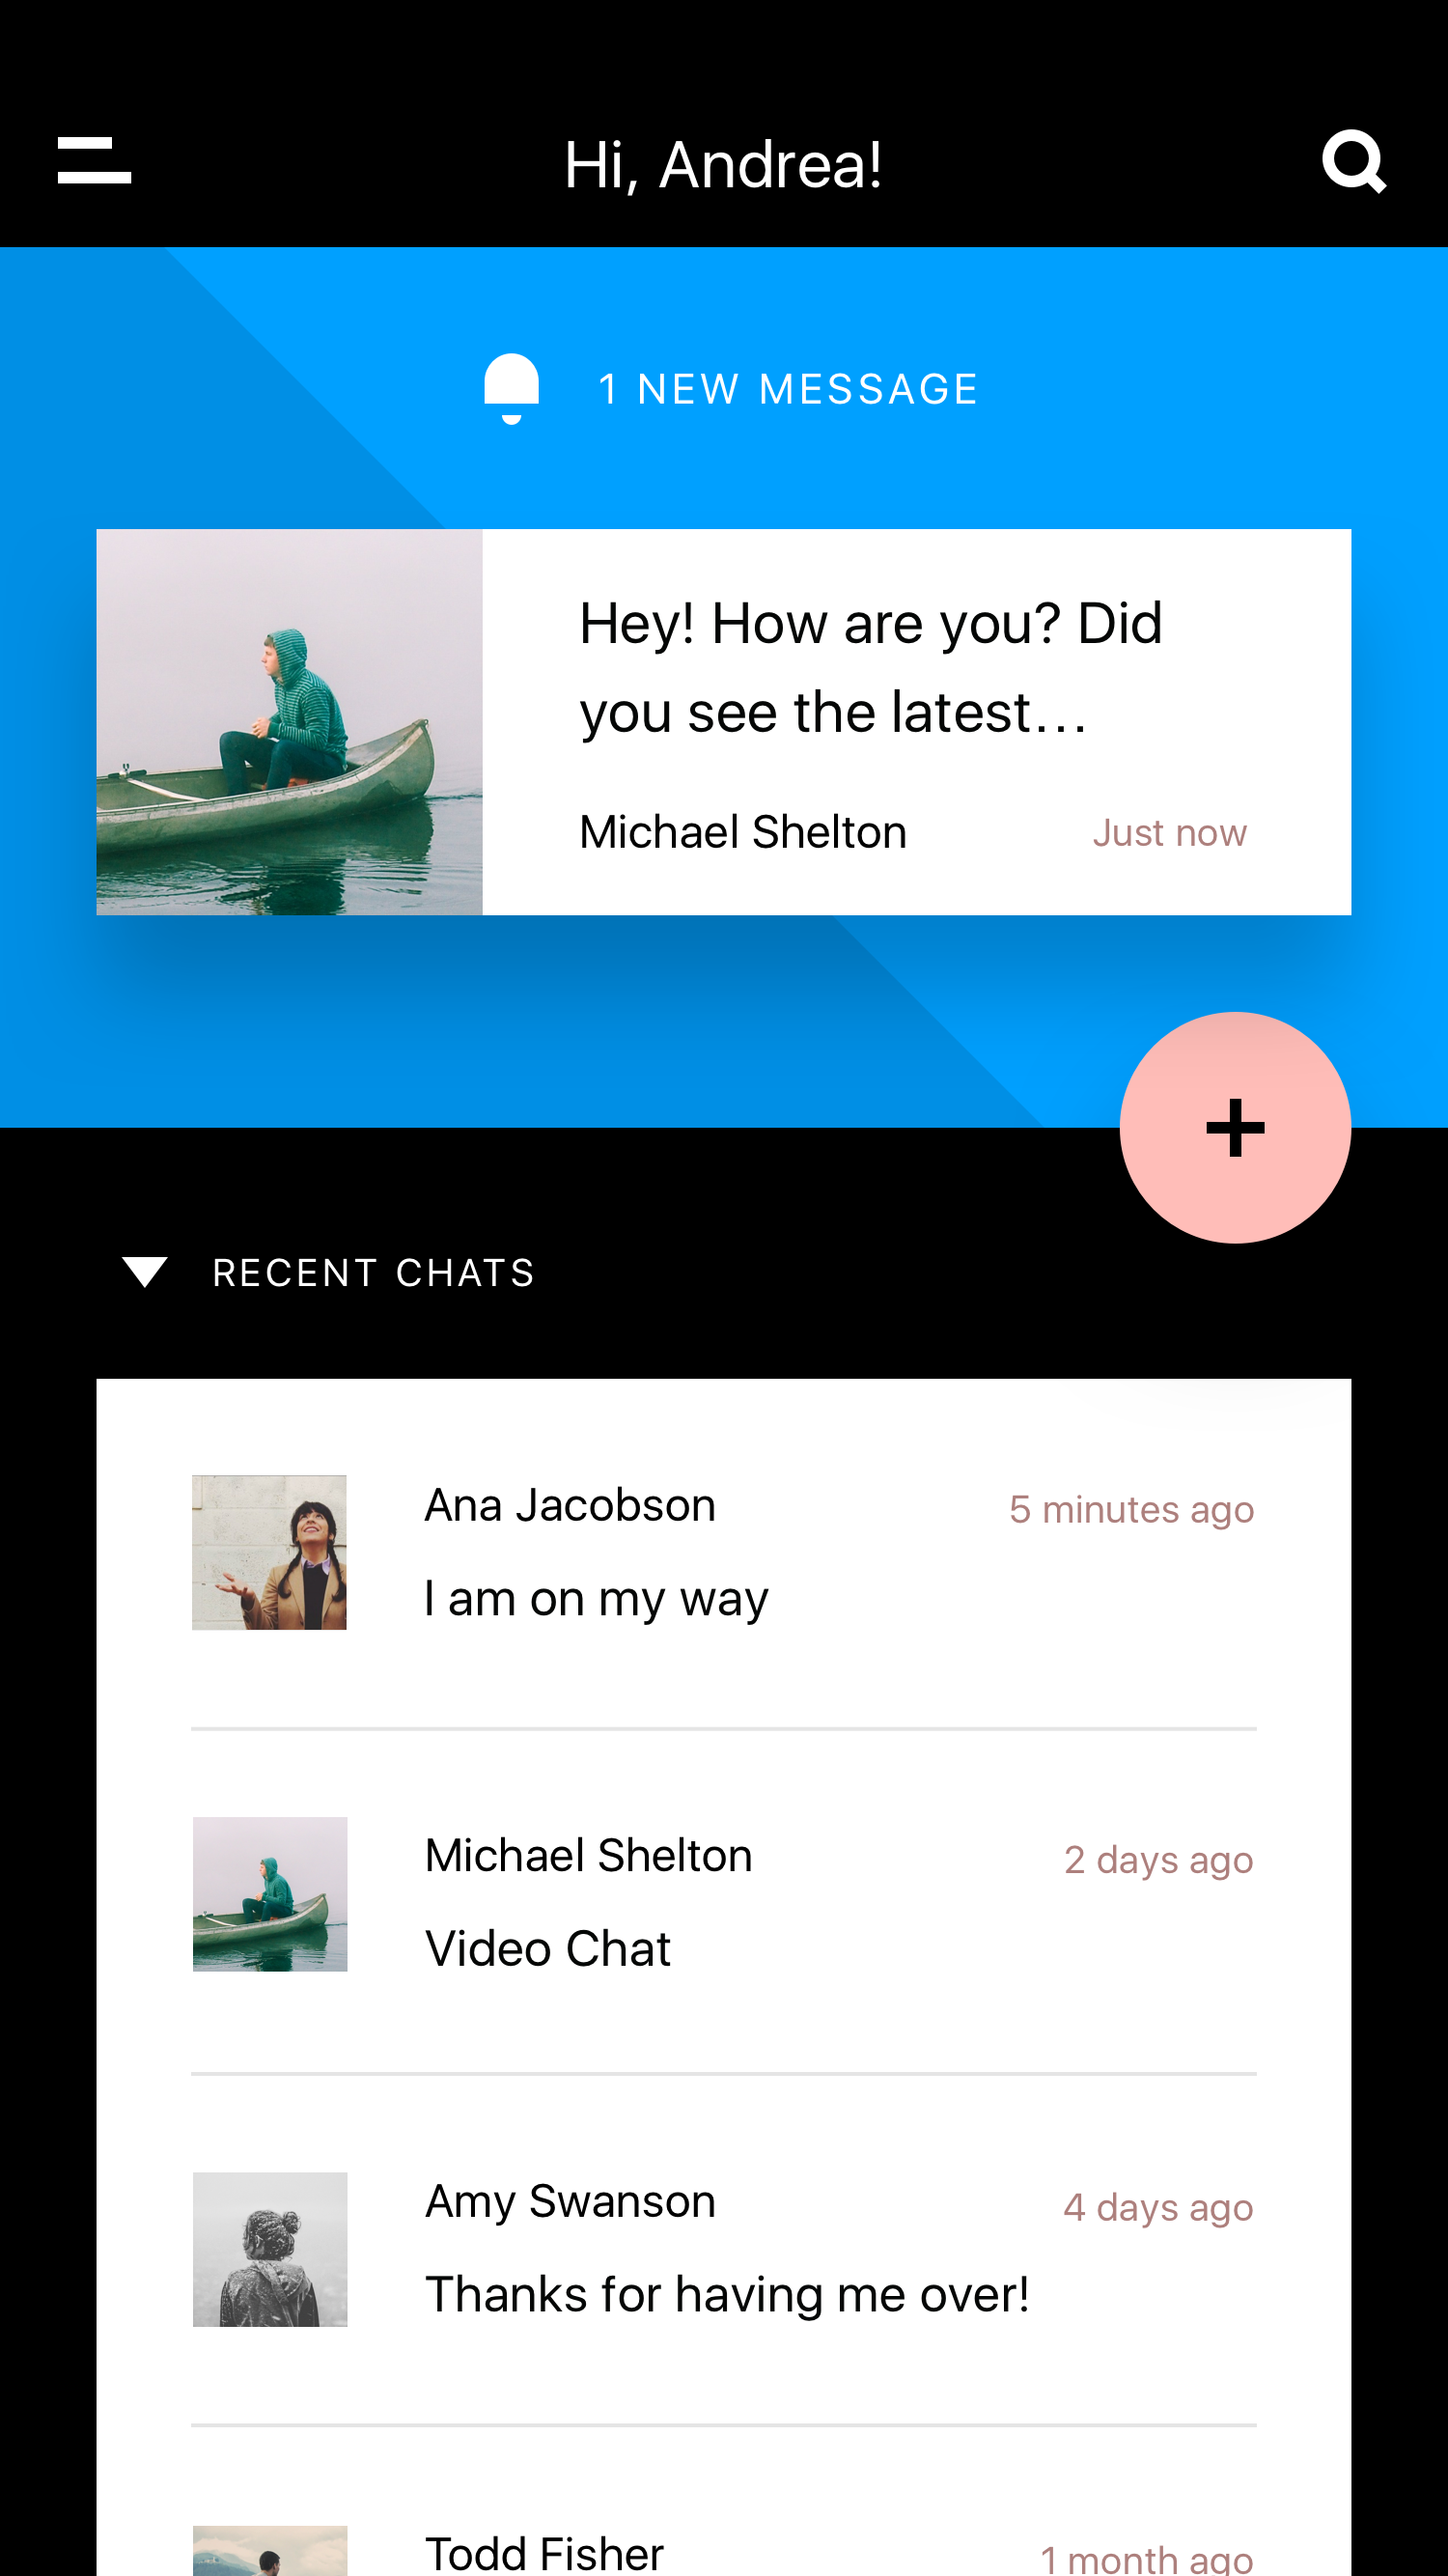 Hi, Andrea!
1 NEW MESSAGE
Hey! How are you? Did
you see the latest...
Michael Shelton
Just now
RECENT CHATS
Ana Jacobson
5 minutes ago
I am on my way
Michael Shelton
2 days ago
Video Chat
Amy Swanson
4 days ago
Thanks for having me over!
Todd Fisher
1 month ago